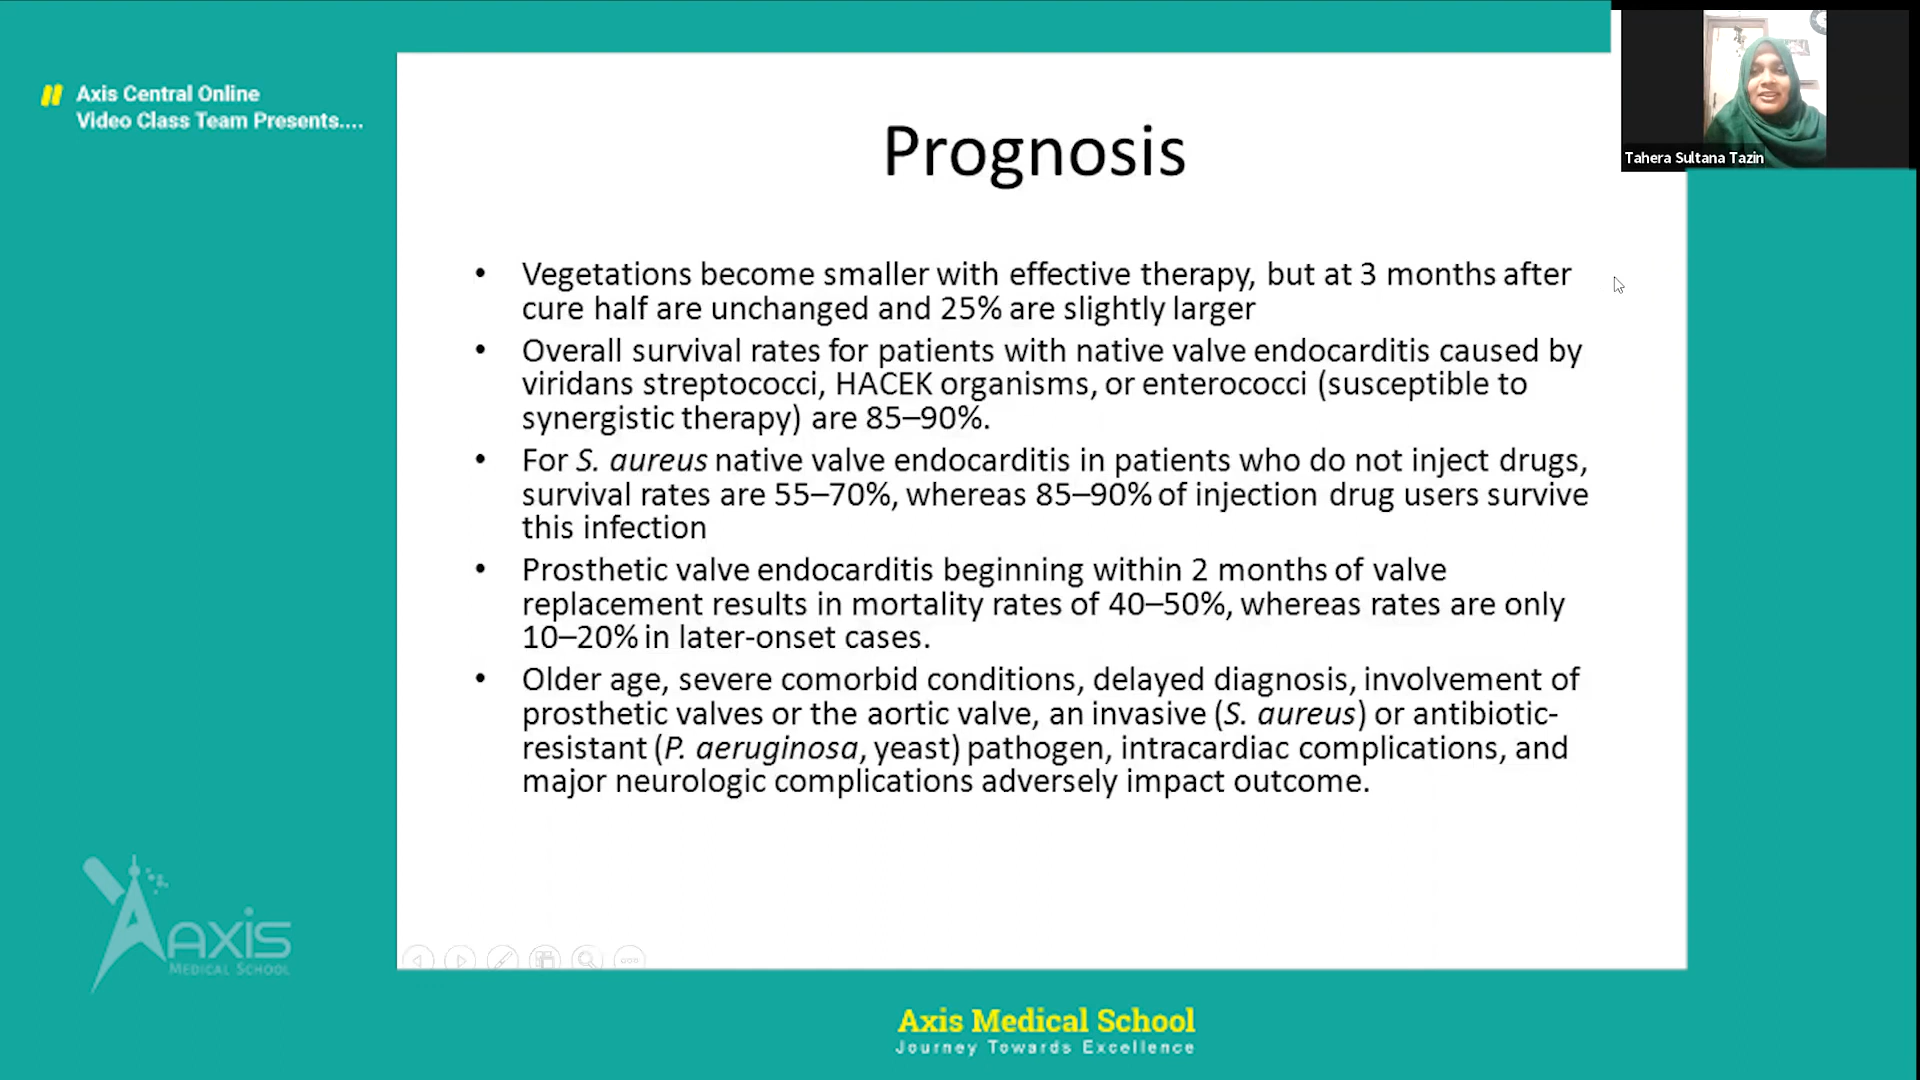 Axis Central Online
Video Class Team Presents....
Tahera Sultana Tazin
Prognosis
• Vegetations become smaller with effective therapy, but at 3 months after
cure half are unchanged and 25% are slightly larger
• Overall survival rates for patients with native valve endocarditis caused by
viridans streptococci, HACEK organisms, or enterococci (susceptible to
synergistic therapy) are 85–90%.
• For S. aureus native valve endocarditis in patients who do not inject drugs,
survival rates are 55–70%, whereas 85–90% of injection drug users survive
this infection
• Prosthetic valve endocarditis beginning within 2 months of valve
replacement results in mortality rates of 40–50%, whereas rates are only
10–20% in later-onset cases.
• Older age, severe comorbid conditions, delayed diagnosis, involvement of
prosthetic valves or the aortic valve, an invasive (S. aureus) or antibiotic-
resistant (P. aeruginosa, yeast) pathogen, intracardiac complications, and
major neurologic complications adversely impact outcome.
AXIS
MEDICAL SCHOOL
Axis Medical School
Journey Towards Excellence